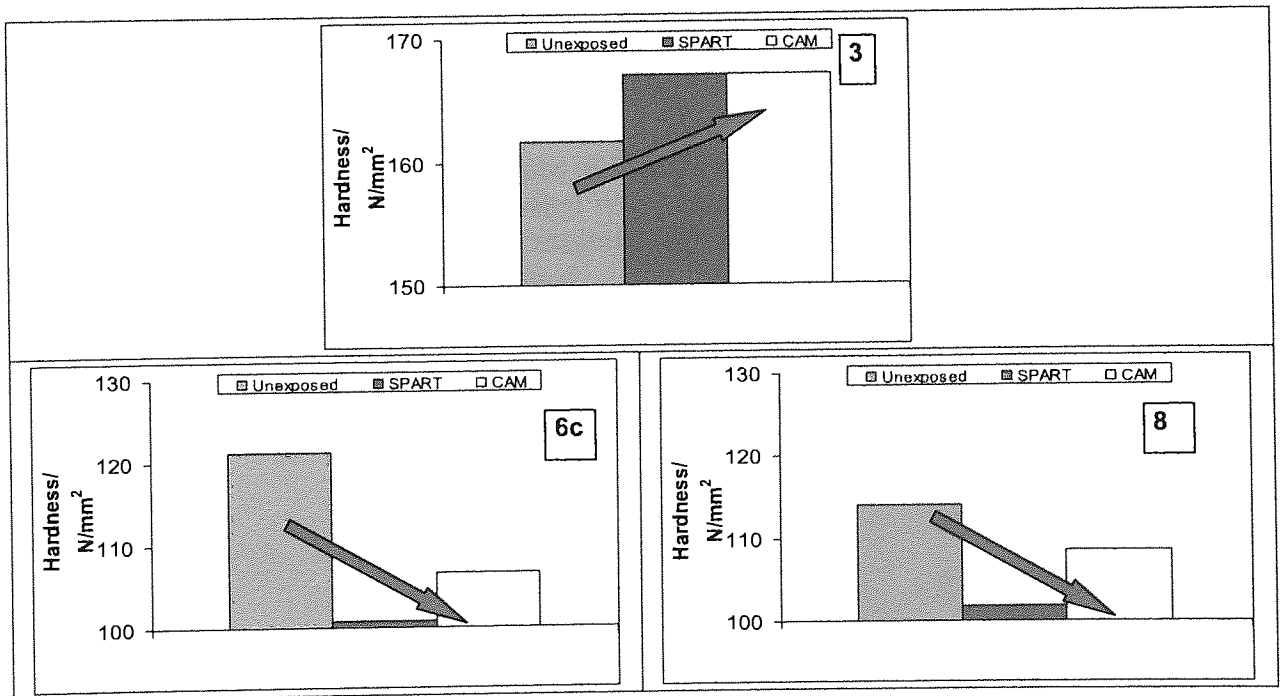 Unexposed SPART CAM
3
170
160
150
Hardness/
N/mm²
Unexposed SPART CAM
6c
130
120
110
100
Hardness/
N/mm²
Unexposed SPART CAM
8
130
120
110
100
Hardness/
N/mm²